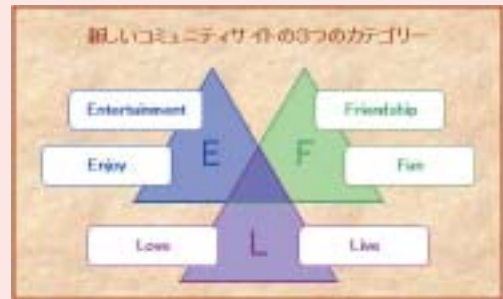 新しいコミュニティサイトの3つのカテゴリー
Entertainment
Friendship
E
F
Enjoy
Fun
Love
L
Live